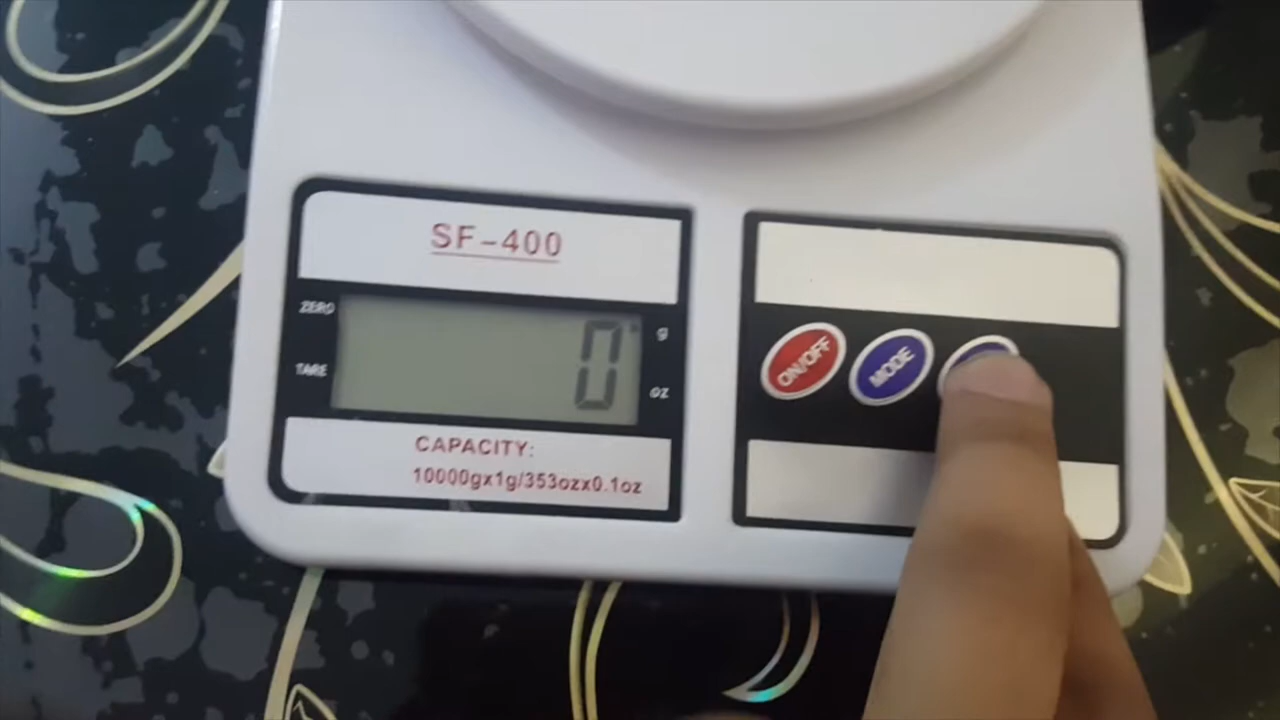 SF-400
ZERO
TARE
0
g
oz
CAPACITY:
10000gx1g/353ozx0.1oz
ON/OFF
MODE